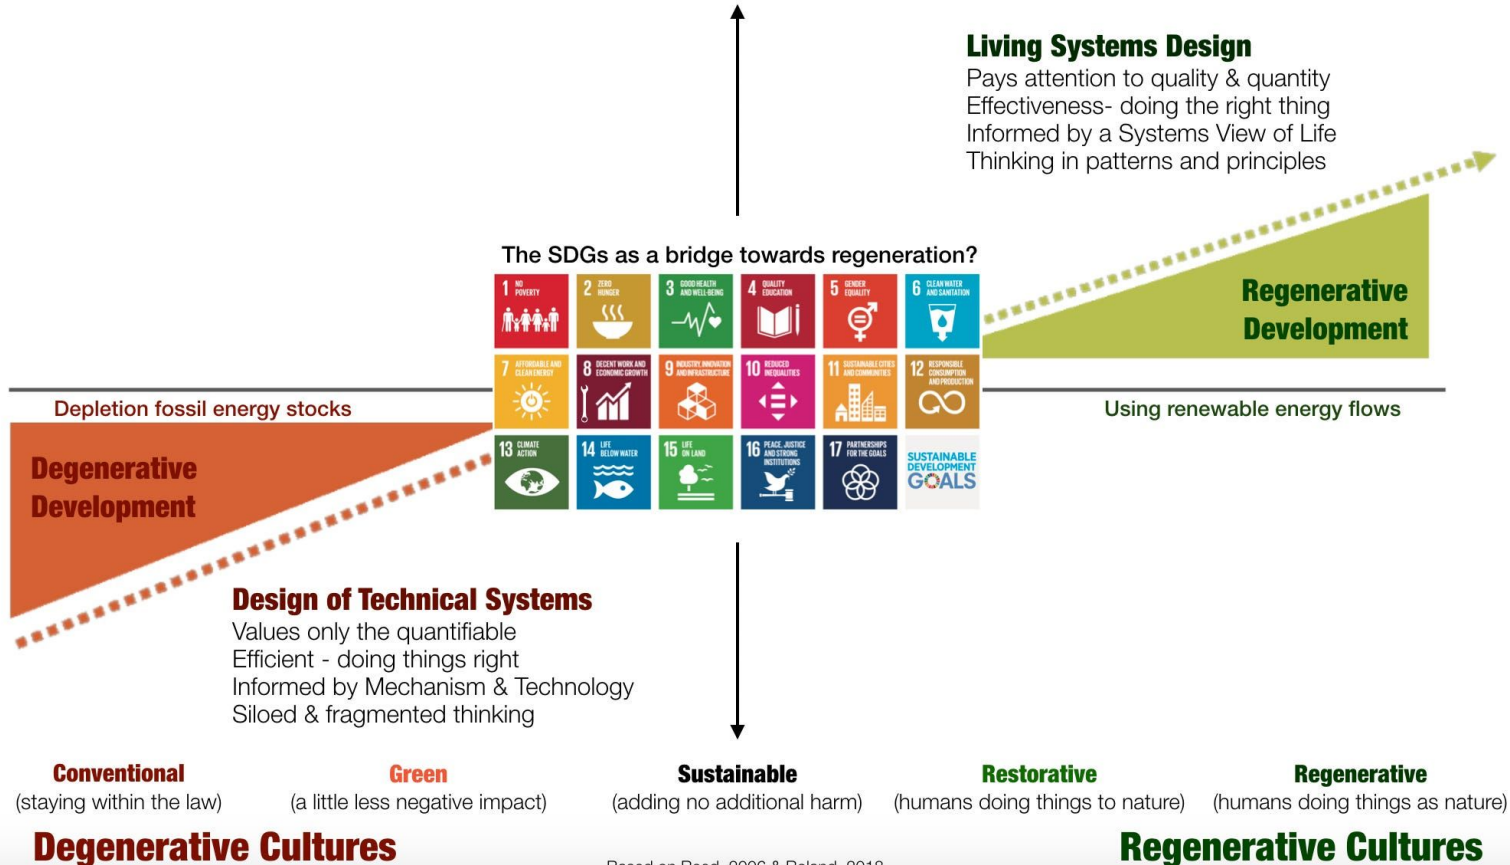 Living Systems Design
Pays attention to quality & quantity
Effectiveness- doing the right thing
Informed by a Systems View of Life
Thinking in patterns and principles
The SDGs as a bridge towards regeneration?
1 NO
POVERTY
2 ZERO
HUNGER
3 GOOD HEALTH
AND WELL-BEING
4 QUALITY
EDUCATION
5 GENDER
EQUALITY
6 CLEAN WATER
AND SANITATION
Regenerative
Development
7 AFFORDABLE AND
CLEAN ENERGY
8 DECENT WORK AND
ECONOMIC GROWTH
9 INDUSTRY, INNOVATION
AND INFRASTRUCTURE
10 REDUCED
INEQUALITIES
11 SUSTAINABLE CITIES
AND COMMUNITIES
12 RESPONSIBLE
CONSUMPTION
AND PRODUCTION
Depletion fossil energy stocks
Using renewable energy flows
Degenerative
Development
13 CLIMATE
ACTION
14 LIFE
BELOW WATER
15 LIFE
ON LAND
16 PEACE, JUSTICE
AND STRONG
INSTITUTIONS
17 PARTNERSHIPS
FOR THE GOALS
SUSTAINABLE
DEVELOPMENT
GOALS
Design of Technical Systems
Values only the quantifiable
Efficient - doing things right
Informed by Mechanism & Technology
Siloed & fragmented thinking
Conventional
(staying within the law)
Green
(a little less negative impact)
Sustainable
(adding no additional harm)
Restorative
(humans doing things to nature)
Regenerative
(humans doing things as nature)
Degenerative Cultures
Regenerative Cultures